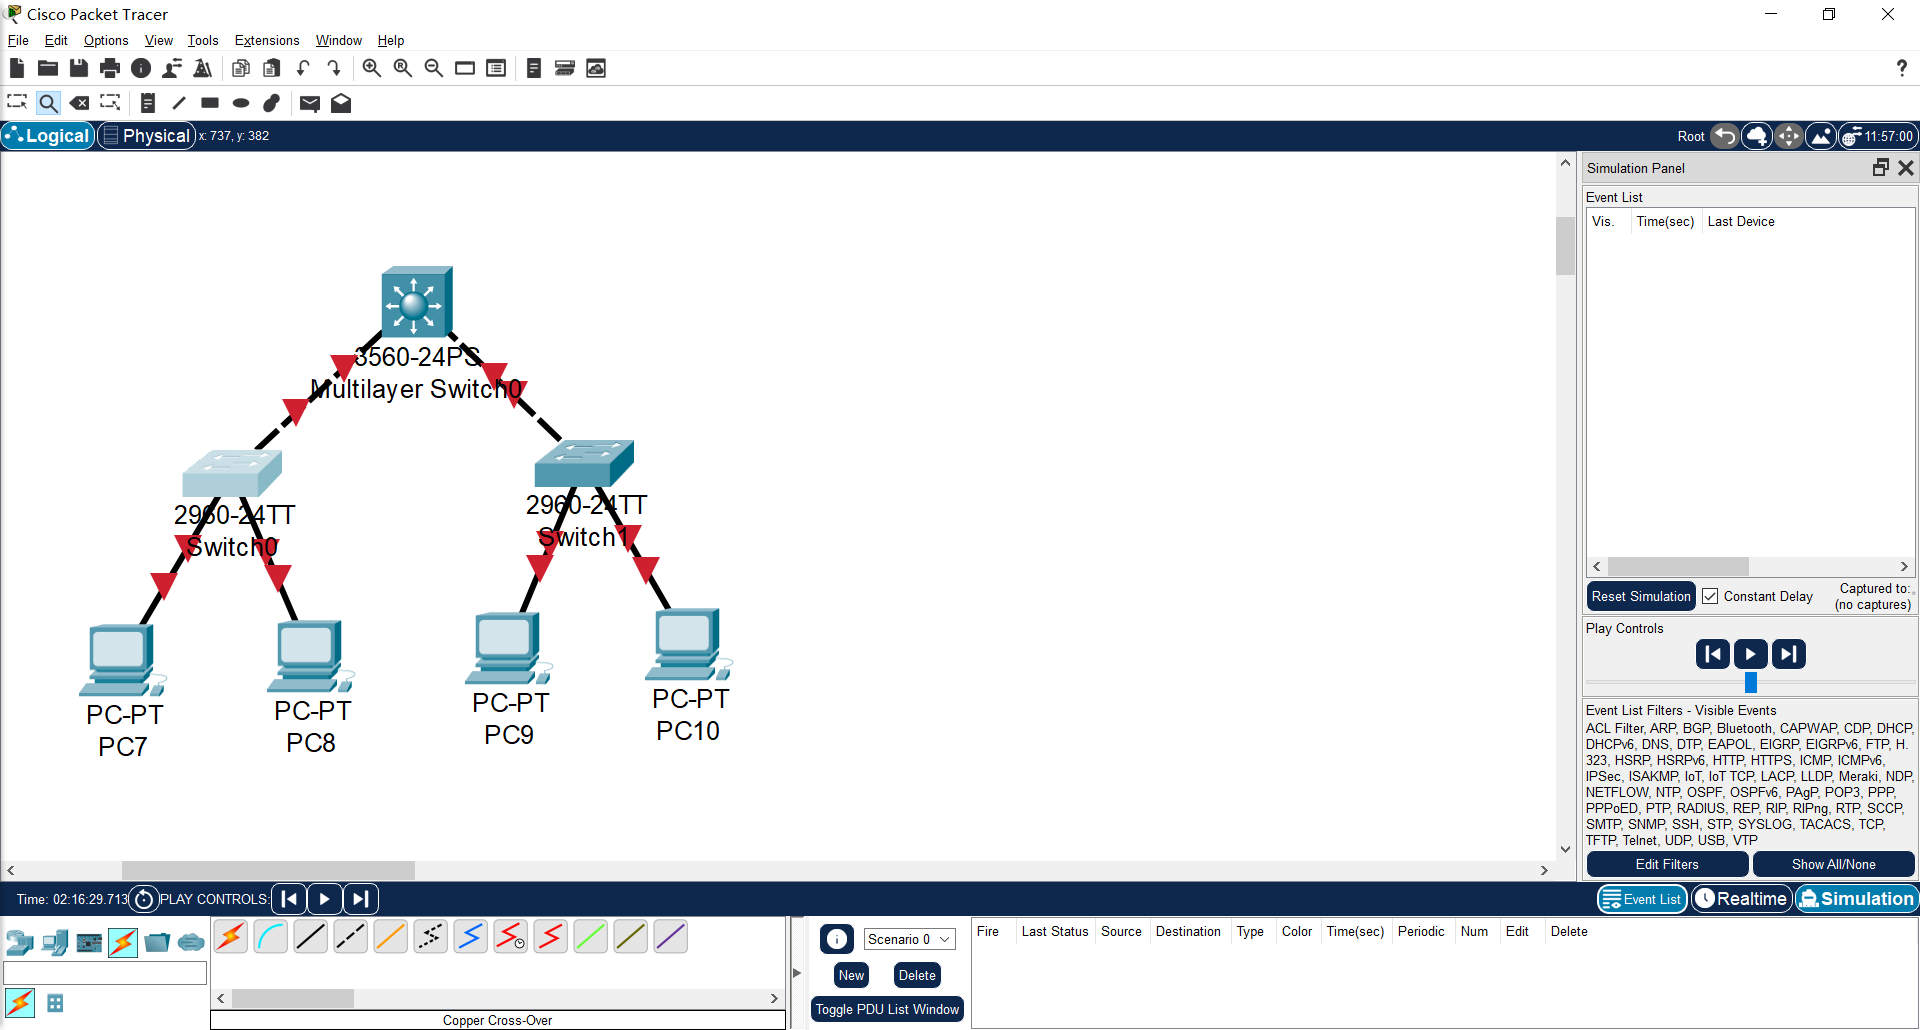 Cisco Packet Tracer
File Edit Options View Tools Extensions Window Help
?
Logical Physical x: 737, y: 382 Root 11:57:00
Simulation Panel
Event List
Vis. Time(sec) Last Device
3560-24PS
Multilayer Switch0
2960-24TT
Switch0
2960-24TT
Switch1
PC-PT
PC7
PC-PT
PC8
PC-PT
PC9
PC-PT
PC10
Reset Simulation Constant Delay Captured to:
(no captures)
Play Controls
Event List Filters - Visible Events
ACL Filter, ARP, BGP, Bluetooth, CAPWAP, CDP, DHCP,
DHCPv6, DNS, DTP, EAPOL, EIGRP, EIGRPv6, FTP, H.
323, HSRP, HSRPv6, HTTP, HTTPS, ICMP, ICMPv6,
IPSec, ISAKMP, IoT, IoT TCP, LACP, LLDP, Meraki, NDP,
NETFLOW, NTP, OSPF, OSPFv6, PAgP, POP3, PPP,
PPPoED, PTP, RADIUS, REP, RIP, RIPng, RTP, SCCP,
SMTP, SNMP, SSH, STP, SYSLOG, TACACS, TCP,
TFTP, Telnet, UDP, USB, VTP
Edit Filters Show All/None
Time: 02:16:29.713 PLAY CONTROLS: Event List Realtime Simulation
Scenario 0
New Delete
Toggle PDU List Window
Fire Last Status Source Destination Type Color Time(sec) Periodic Num Edit Delete
Copper Cross-Over